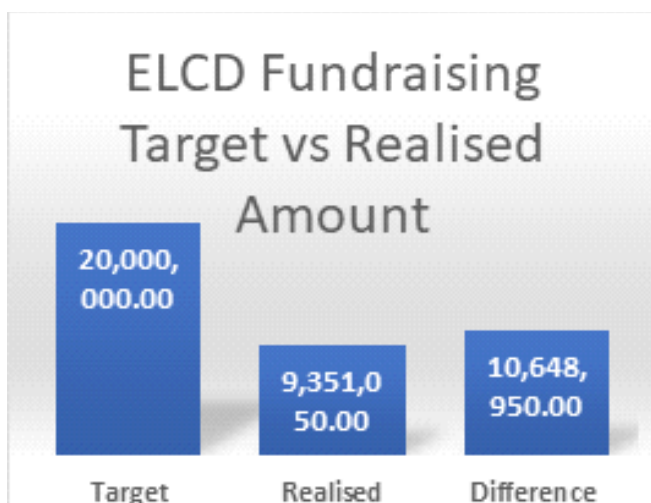 ELCD Fundraising
Target vs Realised
Amount
20,000,
000.00
9,351,0
50.00
10,648,
950.00
Target
Realised
Difference